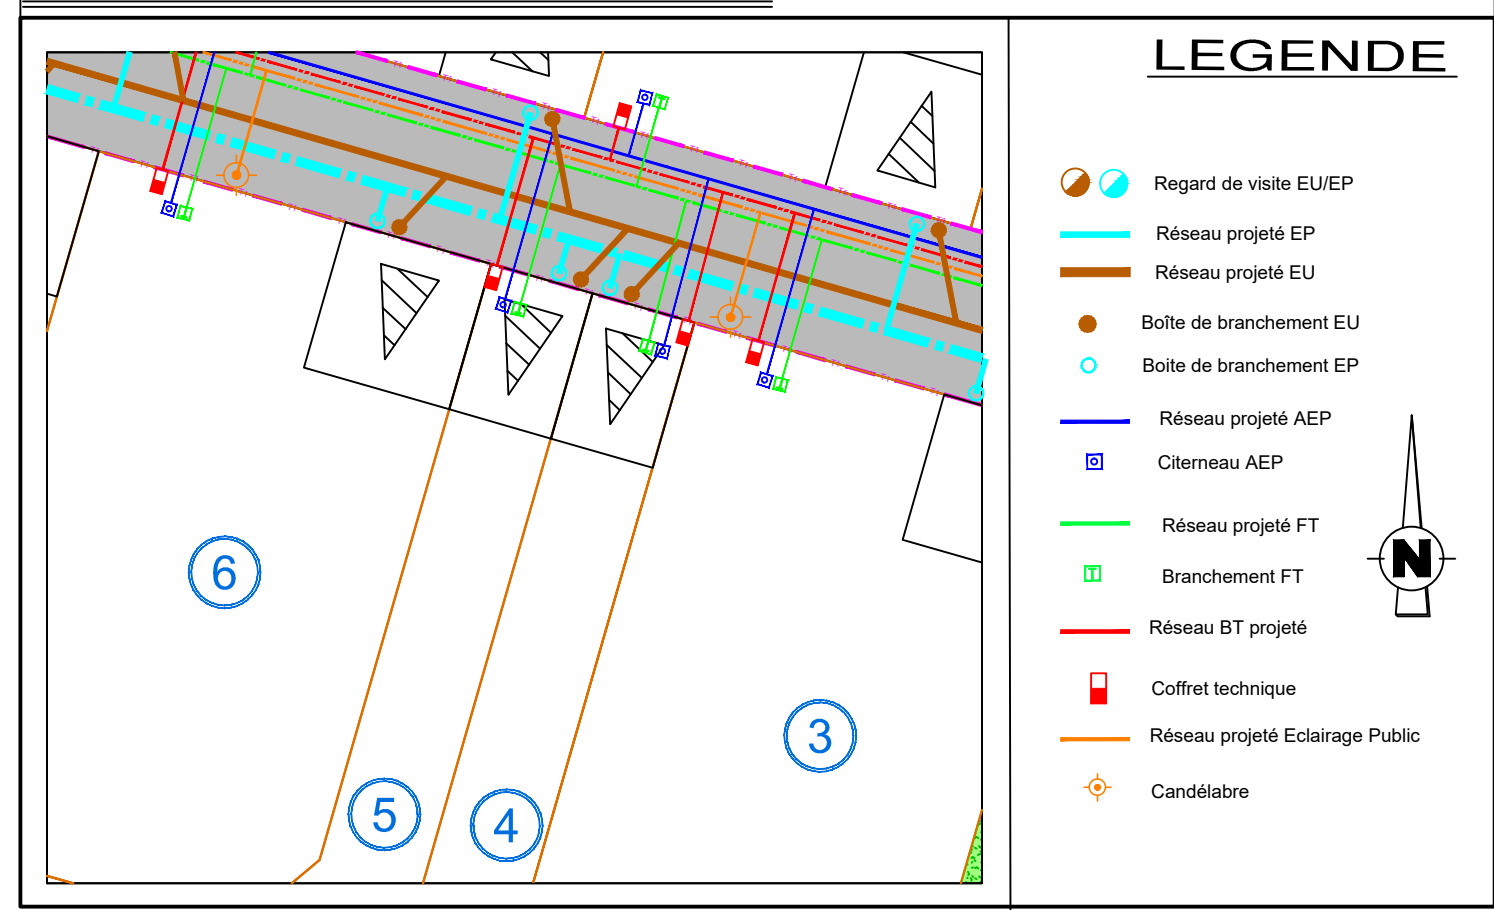 LEGENDE
Regard de visite EU/EP
Réseau projeté EP
Réseau projeté EU
Boîte de branchement EU
Boite de branchement EP
Réseau projeté AEP
Citerneau AEP
Réseau projeté FT
Branchement FT
Réseau BT projeté
Coffret technique
Réseau projeté Eclairage Public
Candélabre
N
6
3
5
4